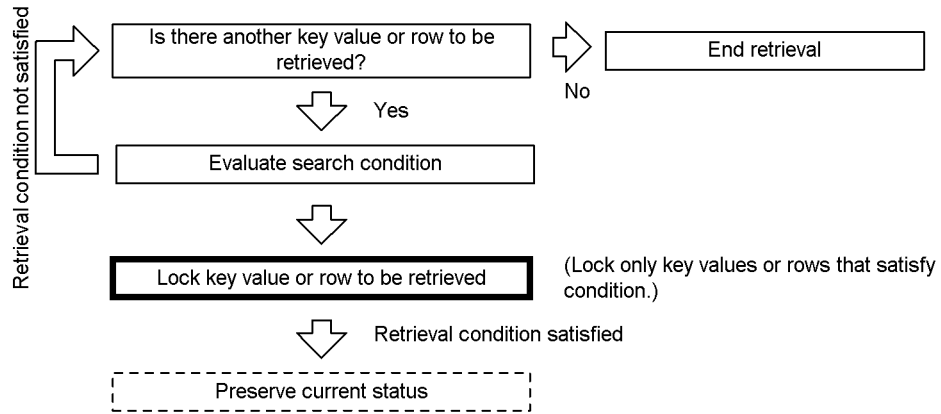 Is there another key value or row to be
retrieved?
End retrieval
No
Yes
Retrieval condition not satisfied
Evaluate search condition
Lock key value or row to be retrieved
(Lock only key values or rows that satisfy
condition.)
Retrieval condition satisfied
Preserve current status